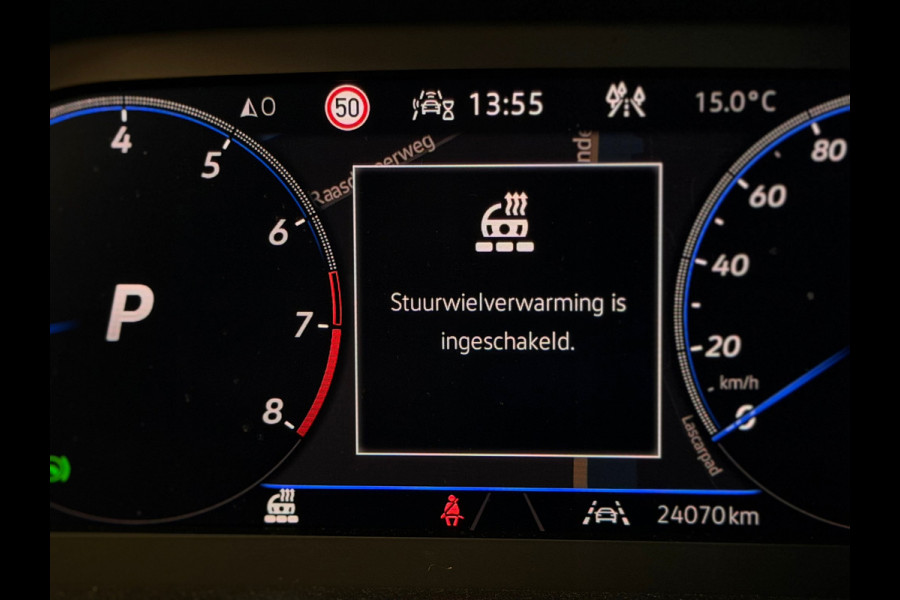 O
50
13:55
15.0°C
4
5
6
7
8
P
Stuurwielverwarming is
ingeschakeld.
80
60
40
20
km/h
0
Lascarpad
24070km